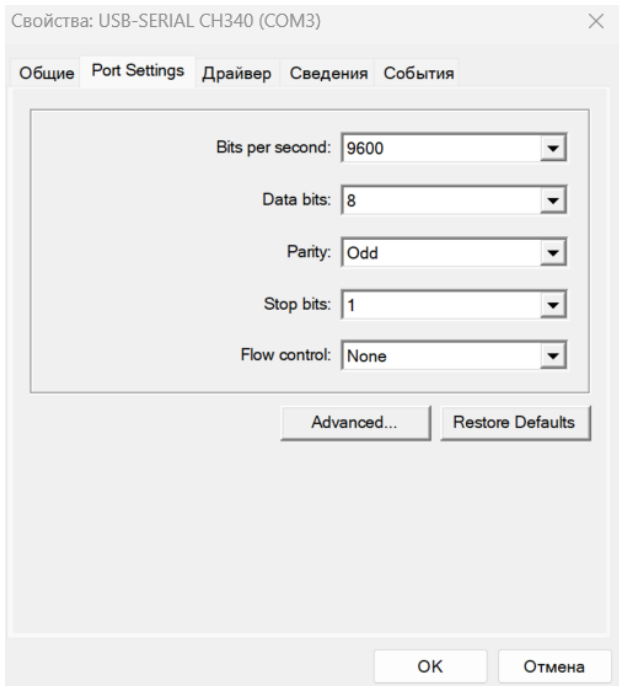 Свойства: USB-SERIAL CH340 (COM3)
Общие Port Settings Драйвер Сведения События
Bits per second: 9600
Data bits: 8
Parity: Odd
Stop bits: 1
Flow control: None
Advanced... Restore Defaults
OK Отмена